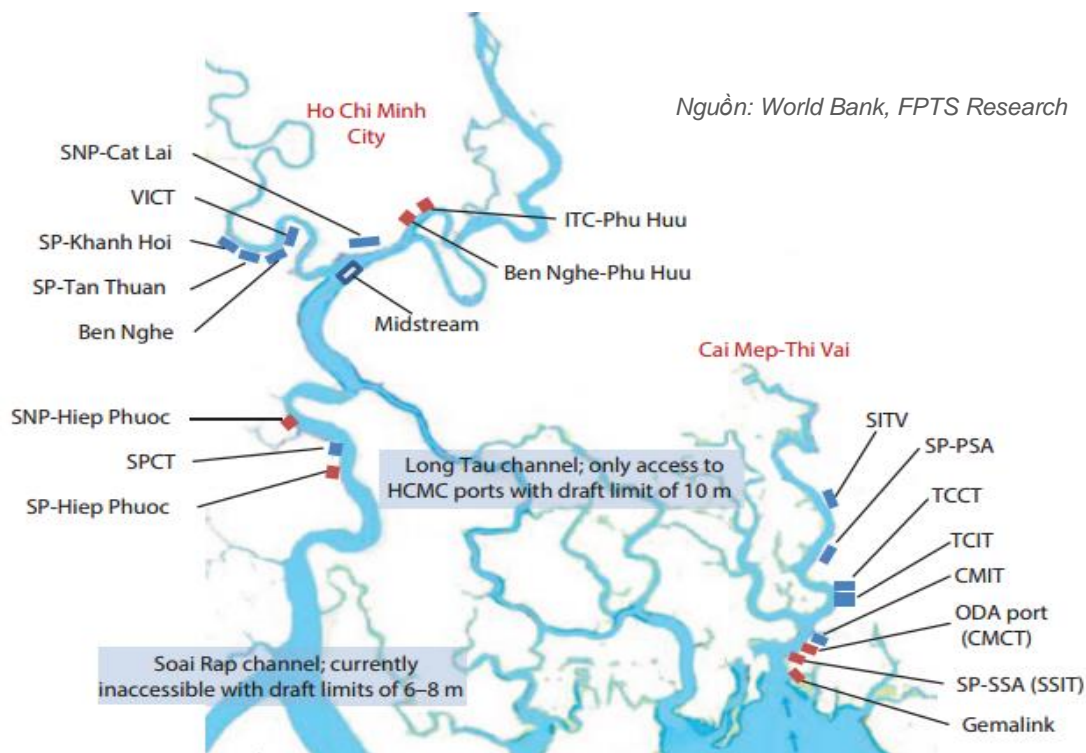 Nguồn: World Bank, FPTS Research
Ho Chi Minh
City
SNP-Cat Lai
VICT
SP-Khanh Hoi
SP-Tan Thuan
Ben Nghe
ITC-Phu Huu
Ben Nghe-Phu Huu
Midstream
Cai Mep-Thi Vai
SNP-Hiep Phuoc
SPCT
SP-Hiep Phuoc
Long Tau channel; only access to
HCMC ports with draft limit of 10 m
SITV
SP-PSA
TCCT
TCIT
CMIT
ODA port
(CMCT)
SP-SSA (SSIT)
Gemalink
Soai Rap channel; currently
inaccessible with draft limits of 6–8 m